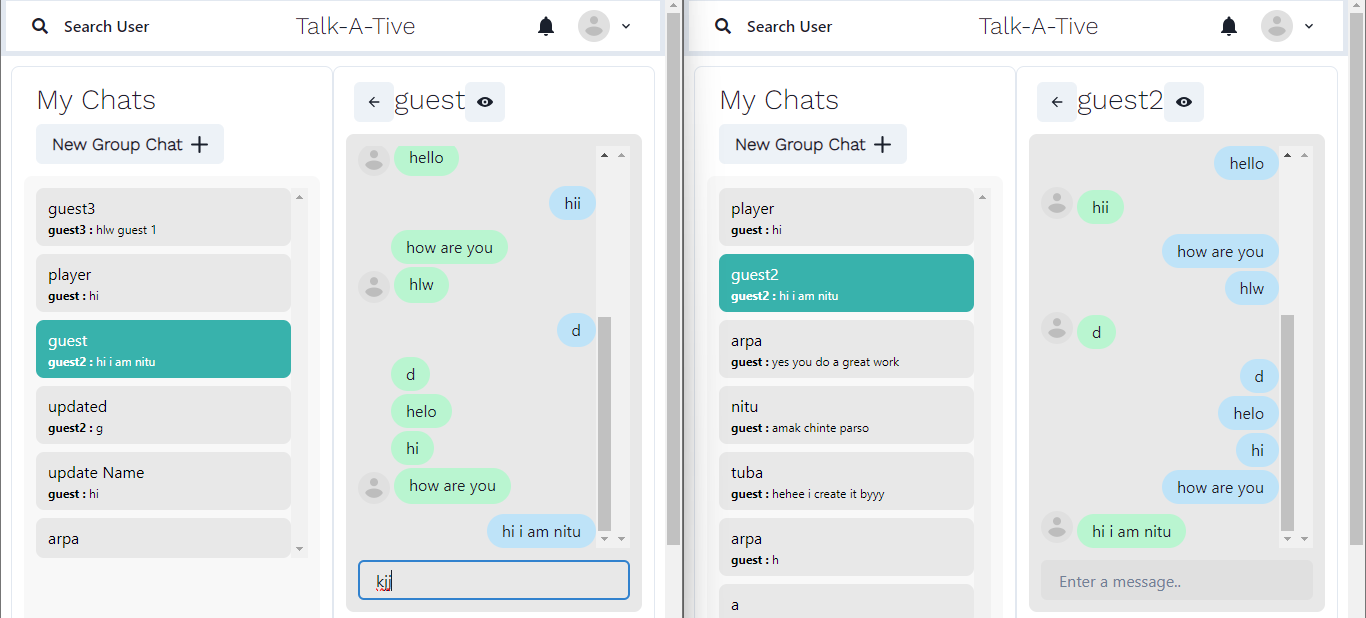 Search User
Talk-A-Tive
My Chats
New Group Chat
guest3
guest3 : hlw guest 1
player
guest : hi
guest
guest2 : hi i am nitu
updated
guest2 : g
update Name
guest : hi
arpa
guest
hello
hii
how are you
hlw
d
d
helo
hi
how are you
hi i am nitu
kjj
Search User
Talk-A-Tive
My Chats
New Group Chat
player
guest : hi
guest2
guest2 : hi i am nitu
arpa
guest : yes you do a great work
nitu
guest : amak chinte parso
tuba
guest : hehee i create it byyy
arpa
guest : h
a
guest2
hello
hii
how are you
hlw
d
d
helo
hi
how are you
hi i am nitu
Enter a message..